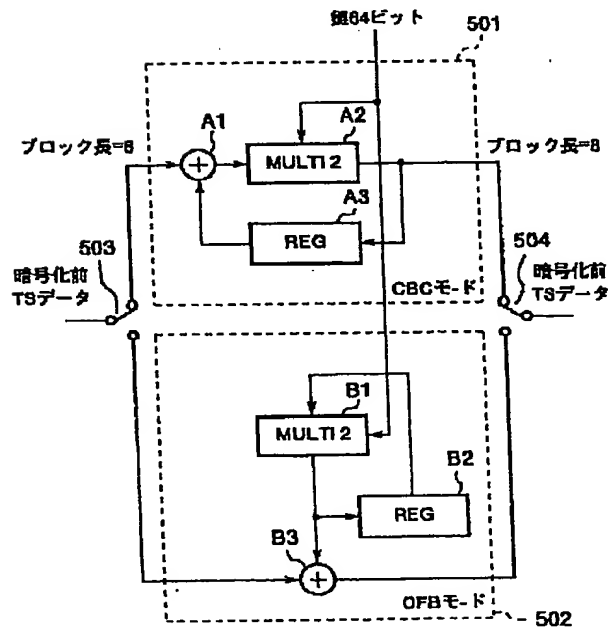 鍵64ビット
501
A1
A2
ブロック長=8
MULTI 2
ブロック長=8
A3
REG
503
暗号化前
TSデータ
504
暗号化前
TSデータ
CBCモード
B1
MULTI 2
B2
REG
B3
OFBモード
502